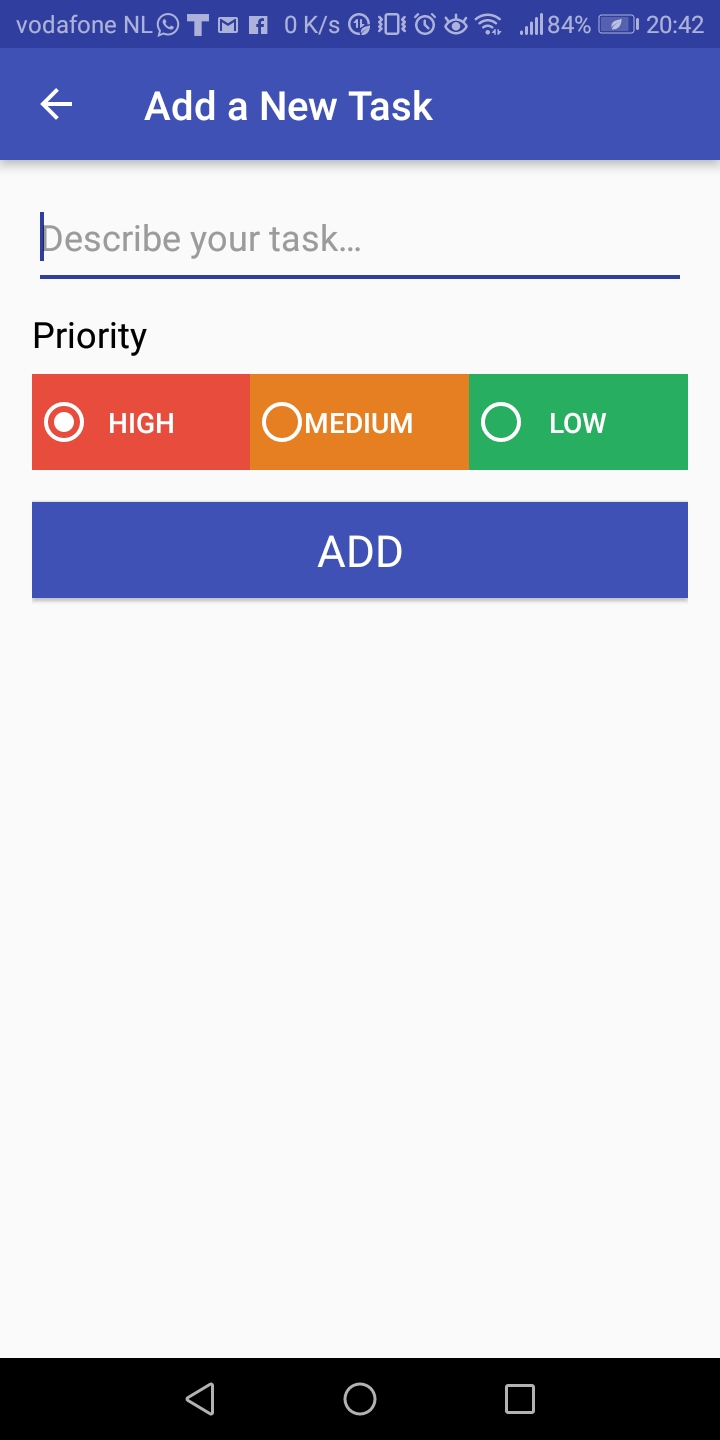 vodafone NL 0 K/s 84% 20:42
Add a New Task
Describe your task...
Priority
HIGH MEDIUM LOW
ADD